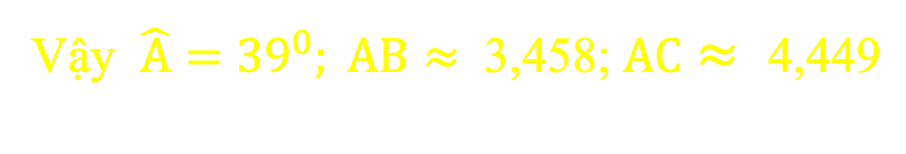 Vậy Â = 39⁰; AB ≈ 3,458; AC ≈ 4,449